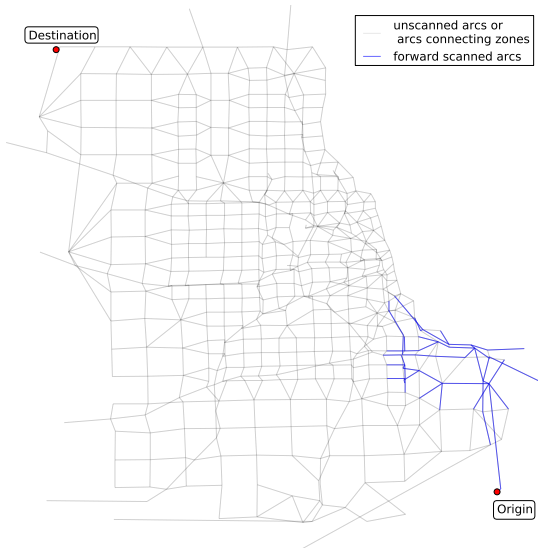 Destination
unscanned arcs or
arcs connecting zones
forward scanned arcs
Origin